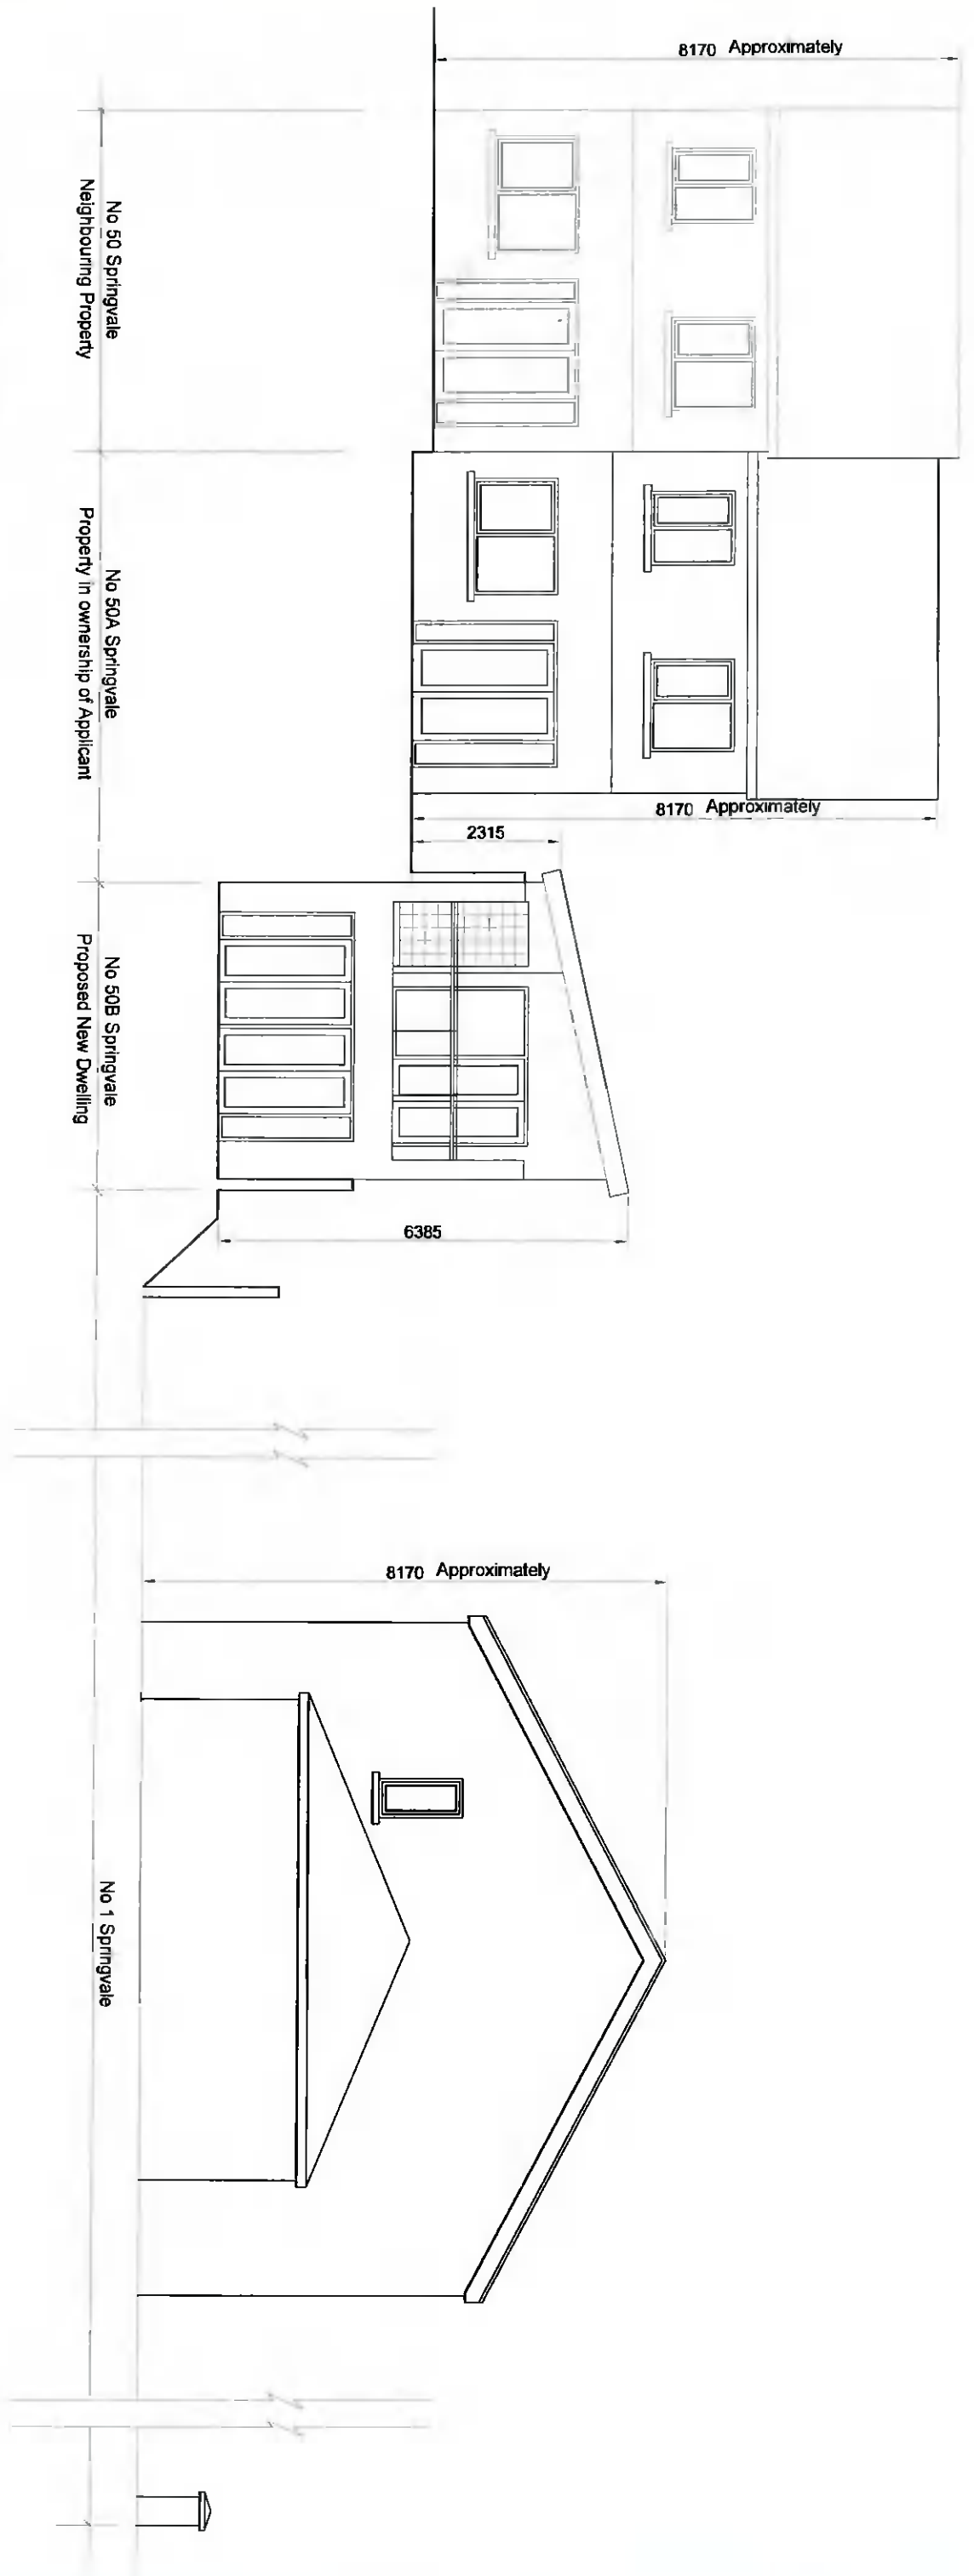 8170 Approximately
No 50 Springvale
Neighbouring Property
No 50A Springvale
Property in ownership of Applicant
8170 Approximately
2315
No 50B Springvale
Proposed New Dwelling
6385
8170 Approximately
No 1 Springvale